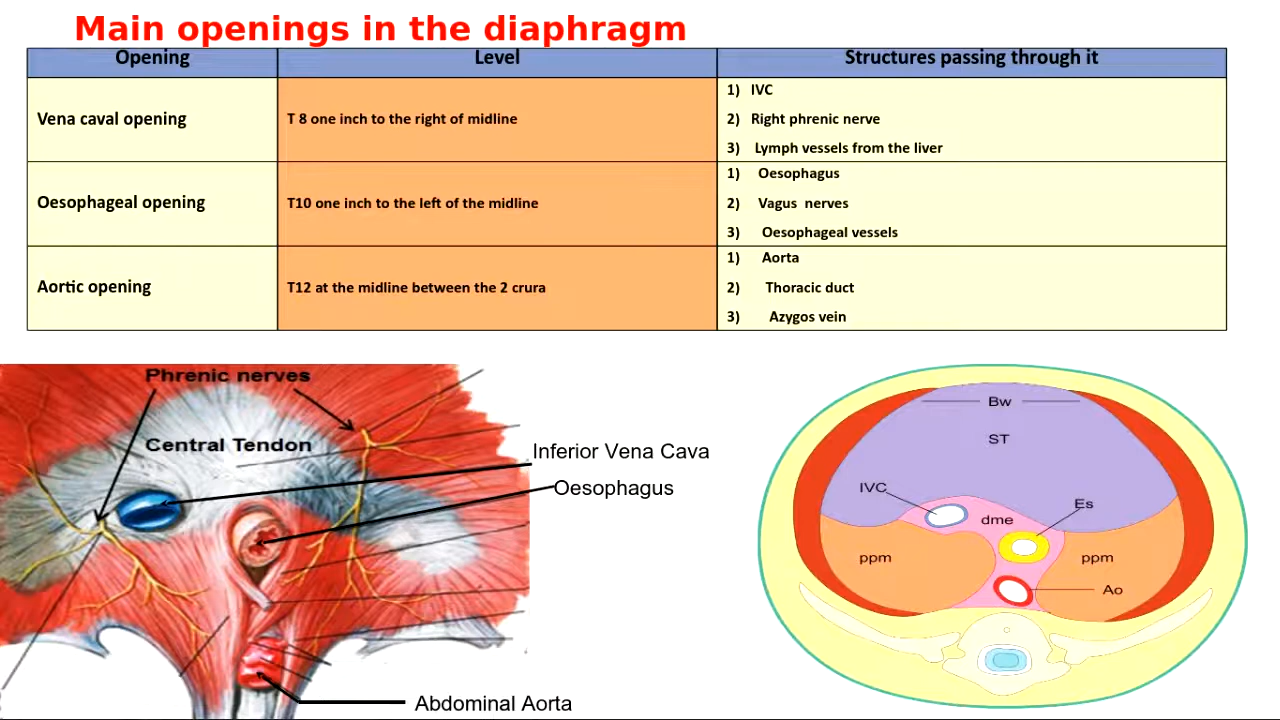 Main openings in the diaphragm
Opening Level Structures passing through it
Vena caval opening
T 8 one inch to the right of midline
1) IVC
2) Right phrenic nerve
3) Lymph vessels from the liver
Oesophageal opening
T10 one inch to the left of the midline
1) Oesophagus
2) Vagus nerves
3) Oesophageal vessels
Aortic opening
T12 at the midline between the 2 crura
1) Aorta
2) Thoracic duct
3) Azygos vein
Phrenic nerves
Central Tendon
Inferior Vena Cava
Oesophagus
Abdominal Aorta
Bw
ST
IVC
Es
dme
ppm
ppm
Ao